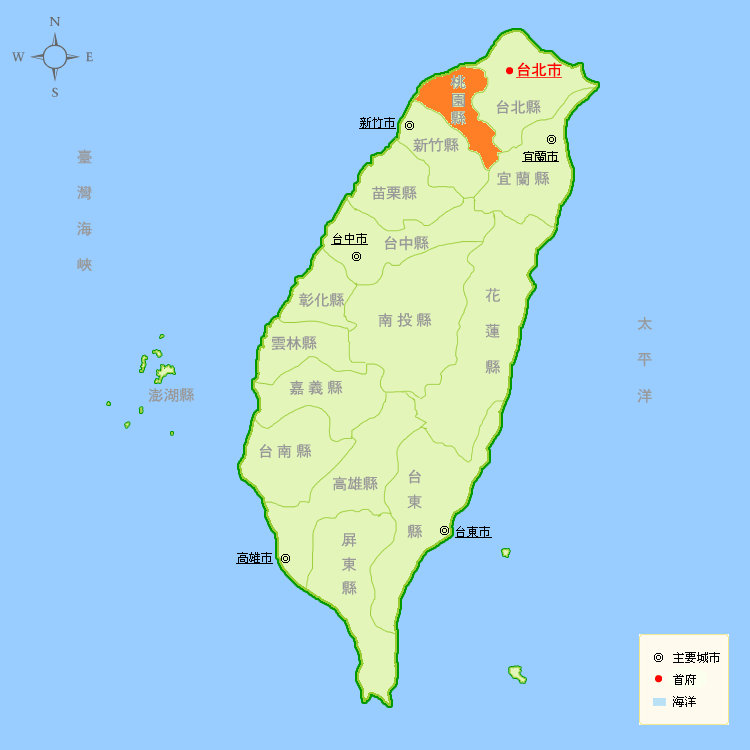 N
W E
S
台北市
桃園縣
台北縣
新竹市
宜蘭市
新竹縣
宜蘭縣
臺灣海峽
苗栗縣
台中市
台中縣
彰化縣
花蓮縣
南投縣
太平洋
雲林縣
嘉義縣
澎湖縣
台南縣
高雄縣
台東縣
台東市
屏東縣
高雄市
主要城市
首府
海洋